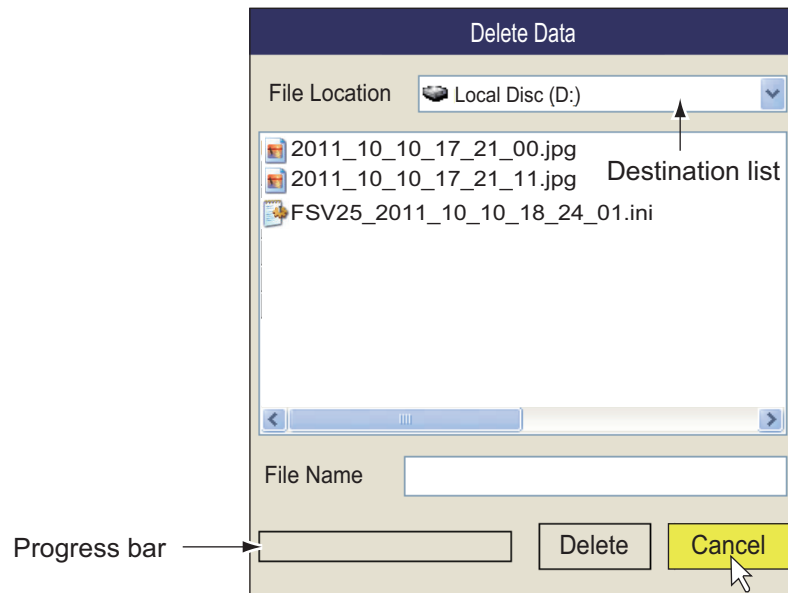 Delete Data
File Location
Local Disc (D:)
2011_10_10_17_21_00.jpg
2011_10_10_17_21_11.jpg
Destination list
FSV25_2011_10_10_18_24_01.ini
File Name
Progress bar
Delete
Cancel